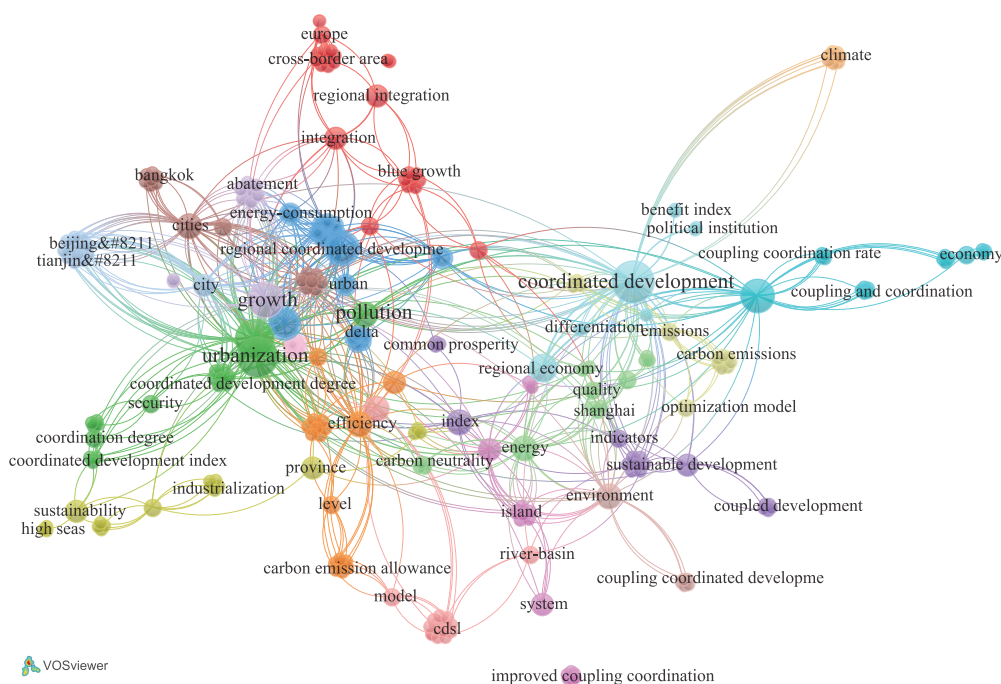 europe
cross-border area
climate
regional integration
integration
blue growth
bangkok
abatement
energy-consumption
benefit index
cities
political institution
beijing&#8211
tianjin&#8211
regional coordinated developme
coupling coordination rate
economy
city
urban
coordinated development
coupling and coordination
growth
pollution
differentiation
emissions
delta
common prosperity
urbanization
carbon emissions
regional economy
coordinated development degree
quality
security
shanghai
optimization model
efficiency
index
coordination degree
indicators
energy
coordinated development index
carbon neutrality
sustainable development
province
industrialization
environment
level
sustainability
island
coupled development
high seas
river-basin
carbon emission allowance
coupling coordinated developme
model
system
cdsl
VOSviewer
improved coupling coordination